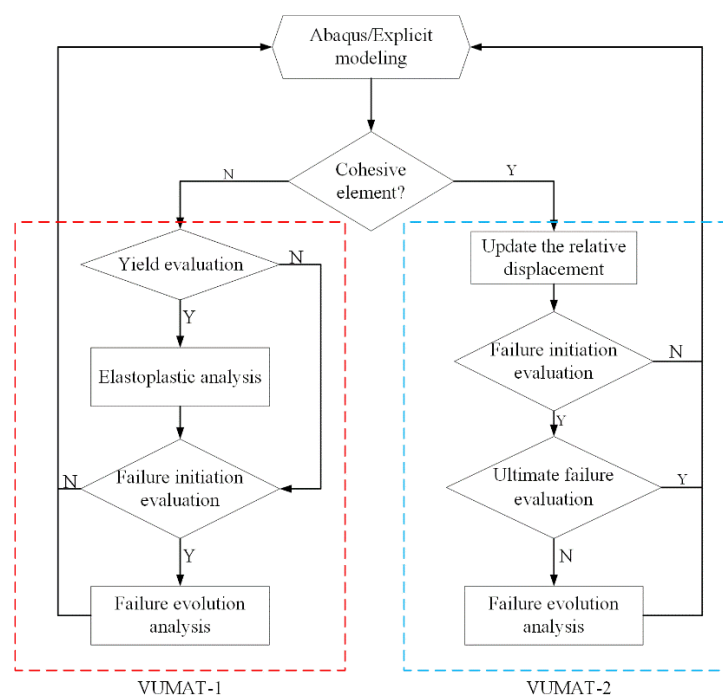 Abaqus/Explicit
modeling
Cohesive
element?
N
Y
Yield evaluation
N
Y
Elastoplastic analysis
Failure initiation
evaluation
N
Y
Failure evolution
analysis
VUMAT-1
Update the relative
displacement
Failure initiation
evaluation
N
Y
Ultimate failure
evaluation
Y
N
Failure evolution
analysis
VUMAT-2